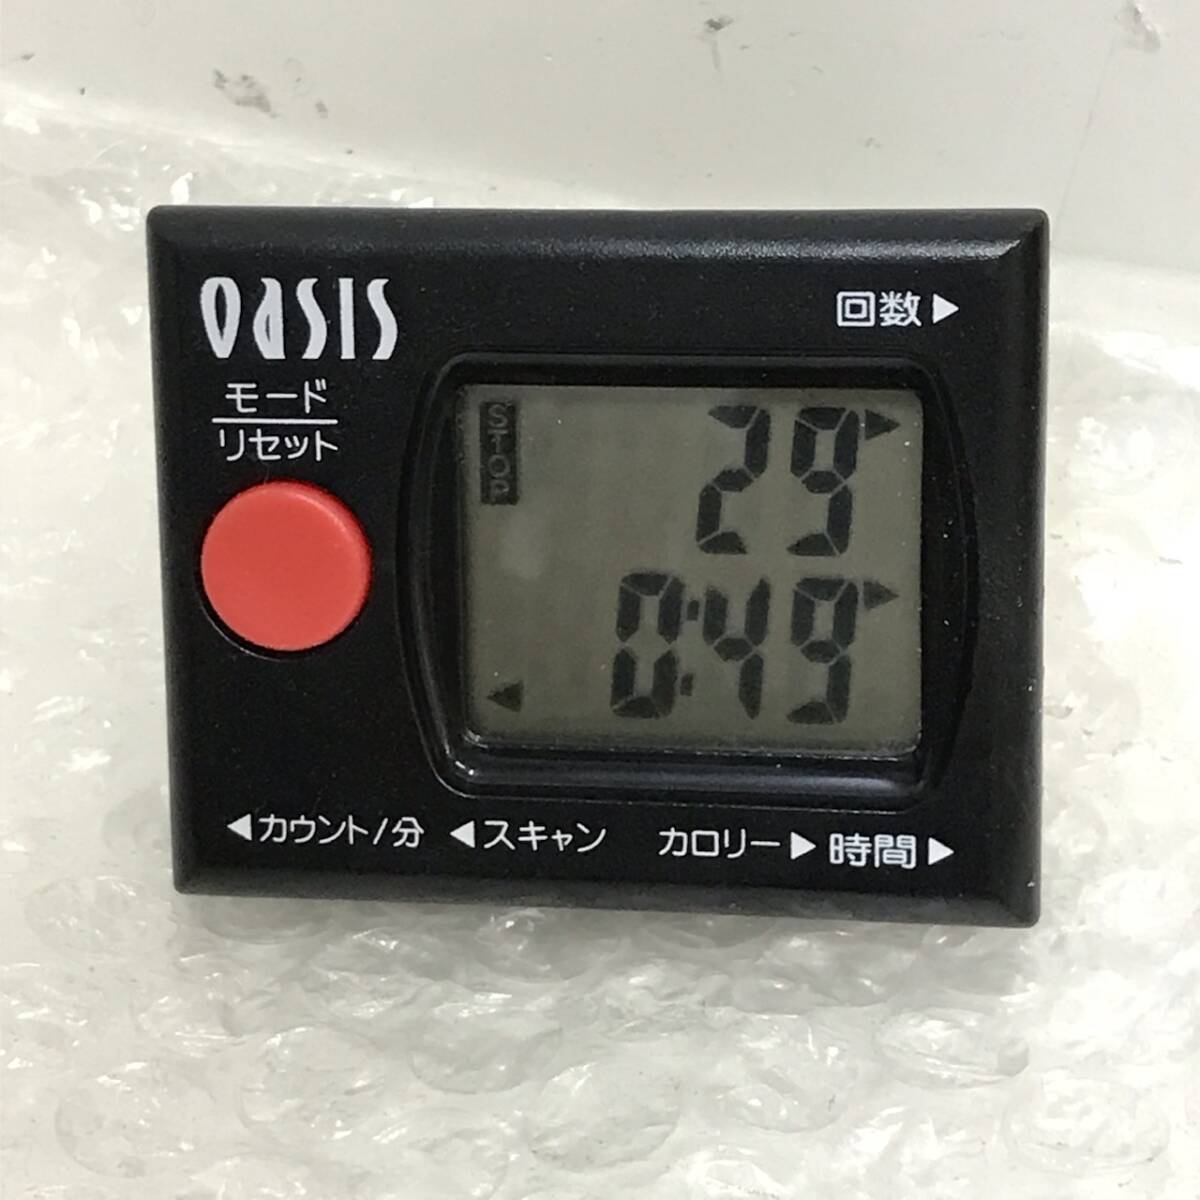 oasis
回数▶
モード
リセット
STOP
29
0:49
◀カウント/分 ◀スキャン カロリー▶ 時間▶